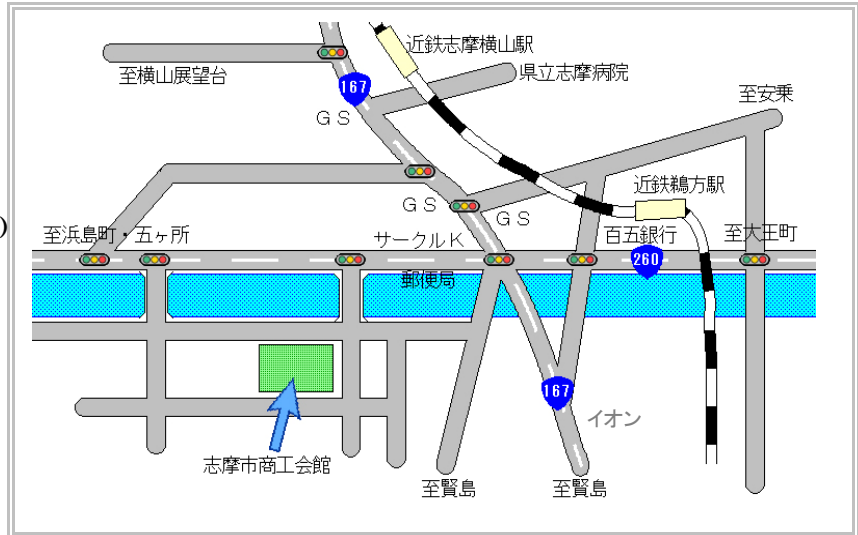 近鉄志摩横山駅
至横山展望台
県立志摩病院
167
至安乗
ＧＳ
近鉄鵜方駅
ＧＳ
ＧＳ
)
至浜島町・五ヶ所
サークルＫ
百五銀行
至大王町
260
郵便局
167
イオン
志摩市商工会館
至賢島
至賢島